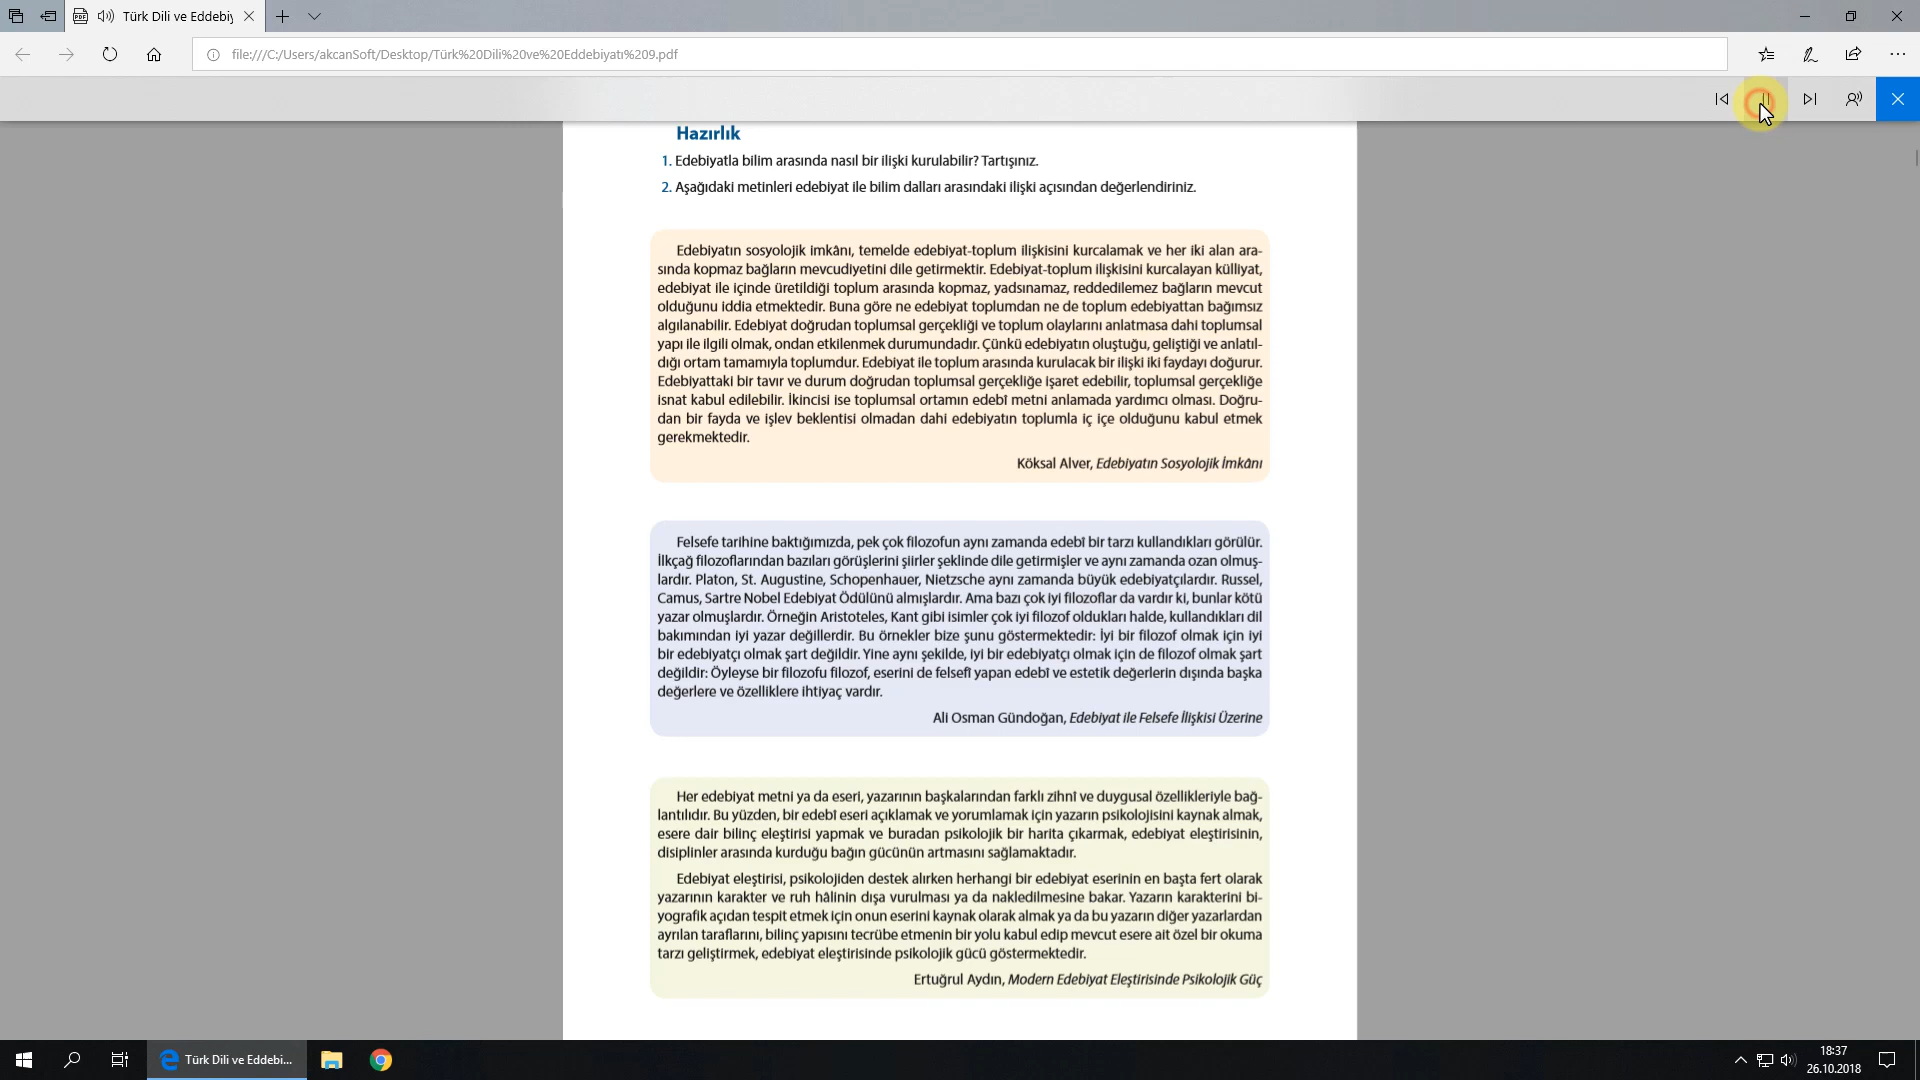 Türk Dili ve Eddebiy
file:///C:/Users/akcanSoft/Desktop/Türk%20Dili%20ve%20Eddebiyatı%209.pdf
Hazırlık
1. Edebiyatla bilim arasında nasıl bir ilişki kurulabilir? Tartışınız.
2. Aşağıdaki metinleri edebiyat ile bilim dalları arasındaki ilişki açısından değerlendiriniz.
Edebiyatın sosyolojik imkânı, temelde edebiyat-toplum ilişkisini kurcalamak ve her iki alan ara-
sında kopmaz bağların mevcudiyetini dile getirmektir. Edebiyat-toplum ilişkisini kurcalayan külliyat,
edebiyat ile içinde üretildiği toplum arasında kopmaz, yadsınamaz, reddedilemez bağların mevcut
olduğunu iddia etmektedir. Buna göre ne edebiyat toplumdan ne de toplum edebiyattan bağımsız
algılanabilir. Edebiyat doğrudan toplumsal gerçekliği ve toplum olaylarını anlatmasa dahi toplumsal
yapı ile ilgili olmak, ondan etkilenmek durumundadır. Çünkü edebiyatın oluştuğu, geliştiği ve anlatıl-
dığı ortam tamamıyla toplumdur. Edebiyat ile toplum arasında kurulacak bir ilişki iki faydayı doğurur.
Edebiyattaki bir tavır ve durum doğrudan toplumsal gerçekliğe işaret edebilir, toplumsal gerçekliğe
isnat kabul edilebilir. İkincisi ise toplumsal ortamın edebî metni anlamada yardımcı olması. Doğru-
dan bir fayda ve işlev beklentisi olmadan dahi edebiyatın toplumla iç içe olduğunu kabul etmek
gerekmektedir.
Köksal Alver, Edebiyatın Sosyolojik İmkânı
Felsefe tarihine baktığımızda, pek çok filozofun aynı zamanda edebî bir tarzı kullandıkları görülür.
İlkçağ filozoflarından bazıları görüşlerini şiirler şeklinde dile getirmişler ve aynı zamanda ozan olmuş-
lardır. Platon, St. Augustine, Schopenhauer, Nietzsche aynı zamanda büyük edebiyatçılardır. Russel,
Camus, Sartre Nobel Edebiyat Ödülünü almışlardır. Ama bazı çok iyi filozoflar da vardır ki, bunlar kötü
yazar olmuşlardır. Örneğin Aristoteles, Kant gibi isimler çok iyi filozof oldukları halde, kullandıkları dil
bakımından iyi yazar değillerdir. Bu örnekler bize şunu göstermektedir: İyi bir filozof olmak için iyi
bir edebiyatçı olmak şart değildir. Yine aynı şekilde, iyi bir edebiyatçı olmak için de filozof olmak şart
değildir: Öyleyse bir filozofu filozof, eserini de felsefî yapan edebî ve estetik değerlerin dışında başka
değerlere ve özelliklere ihtiyaç vardır.
Ali Osman Gündoğan, Edebiyat ile Felsefe İlişkisi Üzerine
Her edebiyat metni ya da eseri, yazarının başkalarından farklı zihnî ve duygusal özellikleriyle bağ-
lantılıdır. Bu yüzden, bir edebî eseri açıklamak ve yorumlamak için yazarın psikolojisini kaynak almak,
esere dair bilinç eleştirisi yapmak ve buradan psikolojik bir harita çıkarmak, edebiyat eleştirisinin,
disiplinler arasında kurduğu bağın gücünün artmasını sağlamaktadır.
Edebiyat eleştirisi, psikolojiden destek alırken herhangi bir edebiyat eserinin en başta fert olarak
yazarının karakter ve ruh hâlinin dışa vurulması ya da nakledilmesine bakar. Yazarın karakterini bi-
yografik açıdan tespit etmek için onun eserini kaynak olarak almak ya da bu yazarın diğer yazarlardan
ayrılan taraflarını, bilinç yapısını tecrübe etmenin bir yolu kabul edip mevcut esere ait özel bir okuma
tarzı geliştirmek, edebiyat eleştirisinde psikolojik gücü göstermektedir.
Ertuğrul Aydın, Modern Edebiyat Eleştirisinde Psikolojik Güç
Türk Dili ve Eddebi...
18:37
26.10.2018